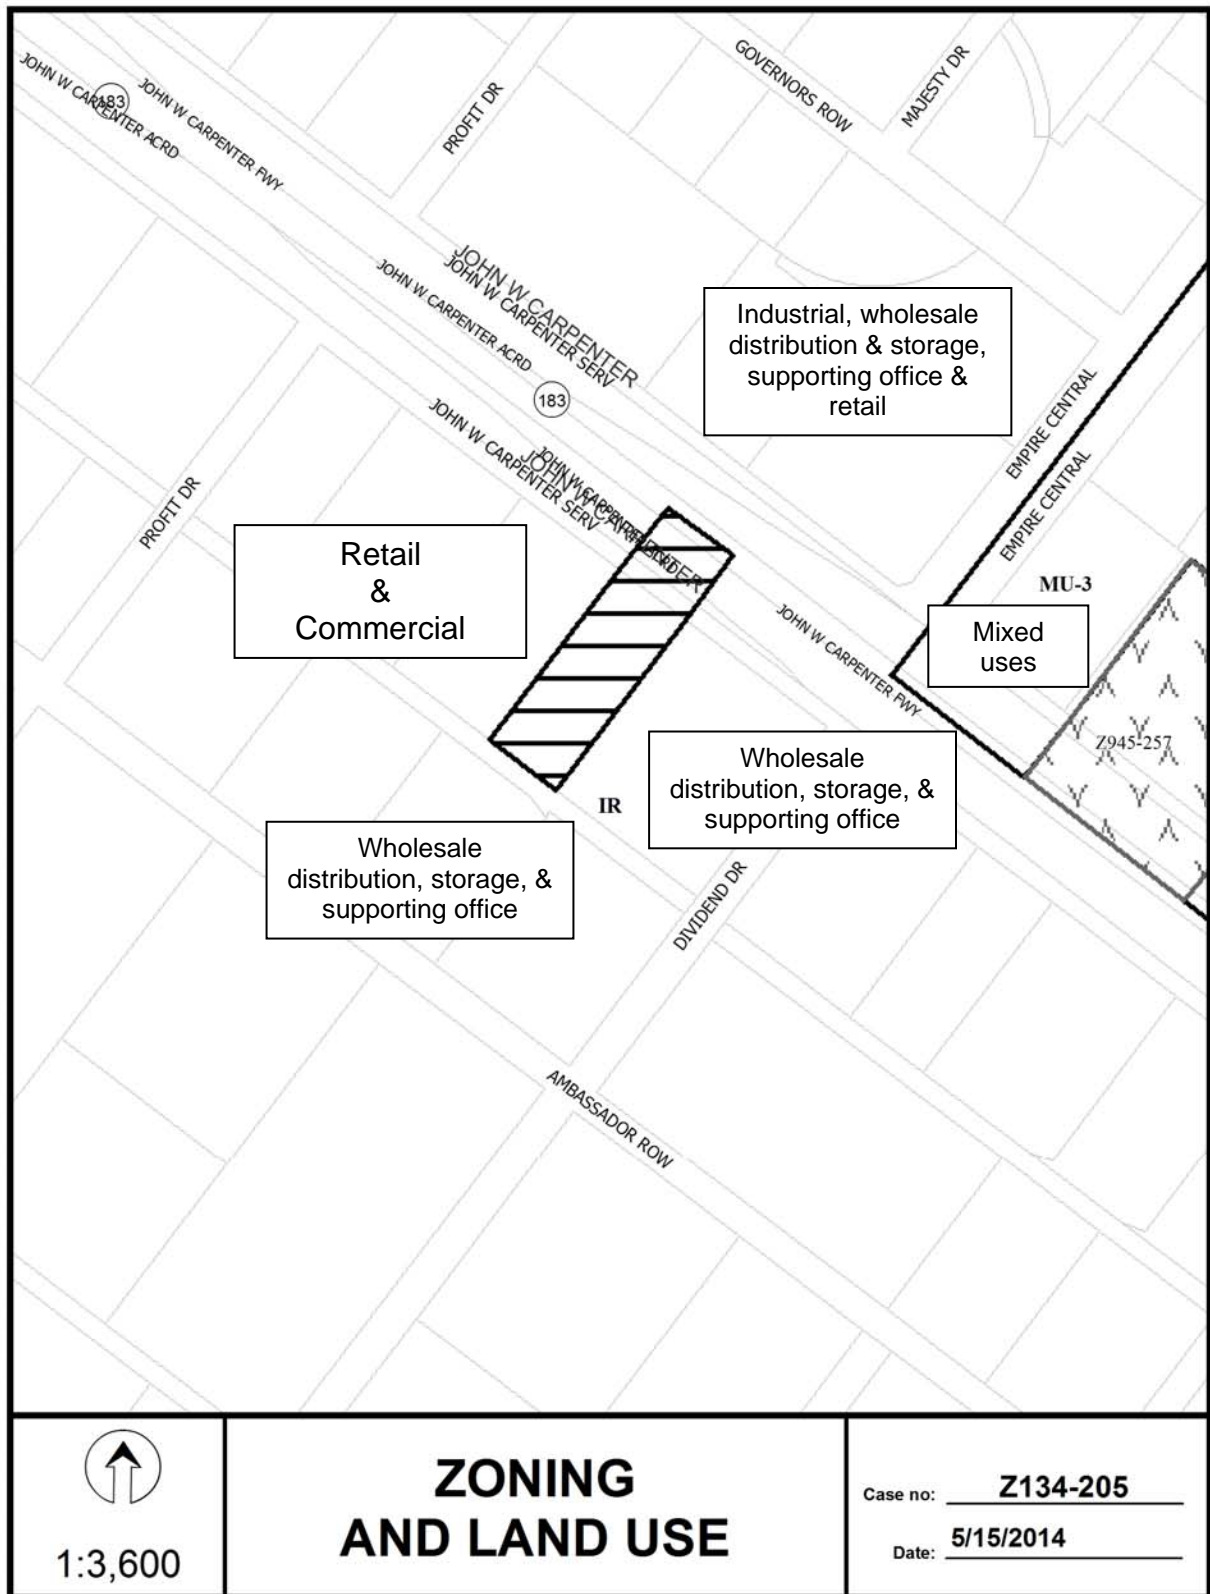 GOVERNORS ROW
MAJESTY DR
JOHN W CARPENTER ACRD
183
JOHN W CARPENTER FWY
PROFIT DR
JOHN W CARPENTER
JOHN W CARPENTER SERV
JOHN W CARPENTER ACRD
183
Industrial, wholesale
distribution & storage,
supporting office &
retail
EMPIRE CENTRAL
EMPIRE CENTRAL
JOHN W CARPENTER SERV
JOHN W CARPENTER
PROFIT DR
Retail
&
Commercial
MU-3
Mixed
uses
JOHN W CARPENTER FWY
Z945-257
Wholesale
distribution, storage, &
supporting office
IR
Wholesale
distribution, storage, &
supporting office
DIVIDEND DR
AMBASSADOR ROW
1:3,600
ZONING
AND LAND USE
Case no: Z134-205
Date: 5/15/2014